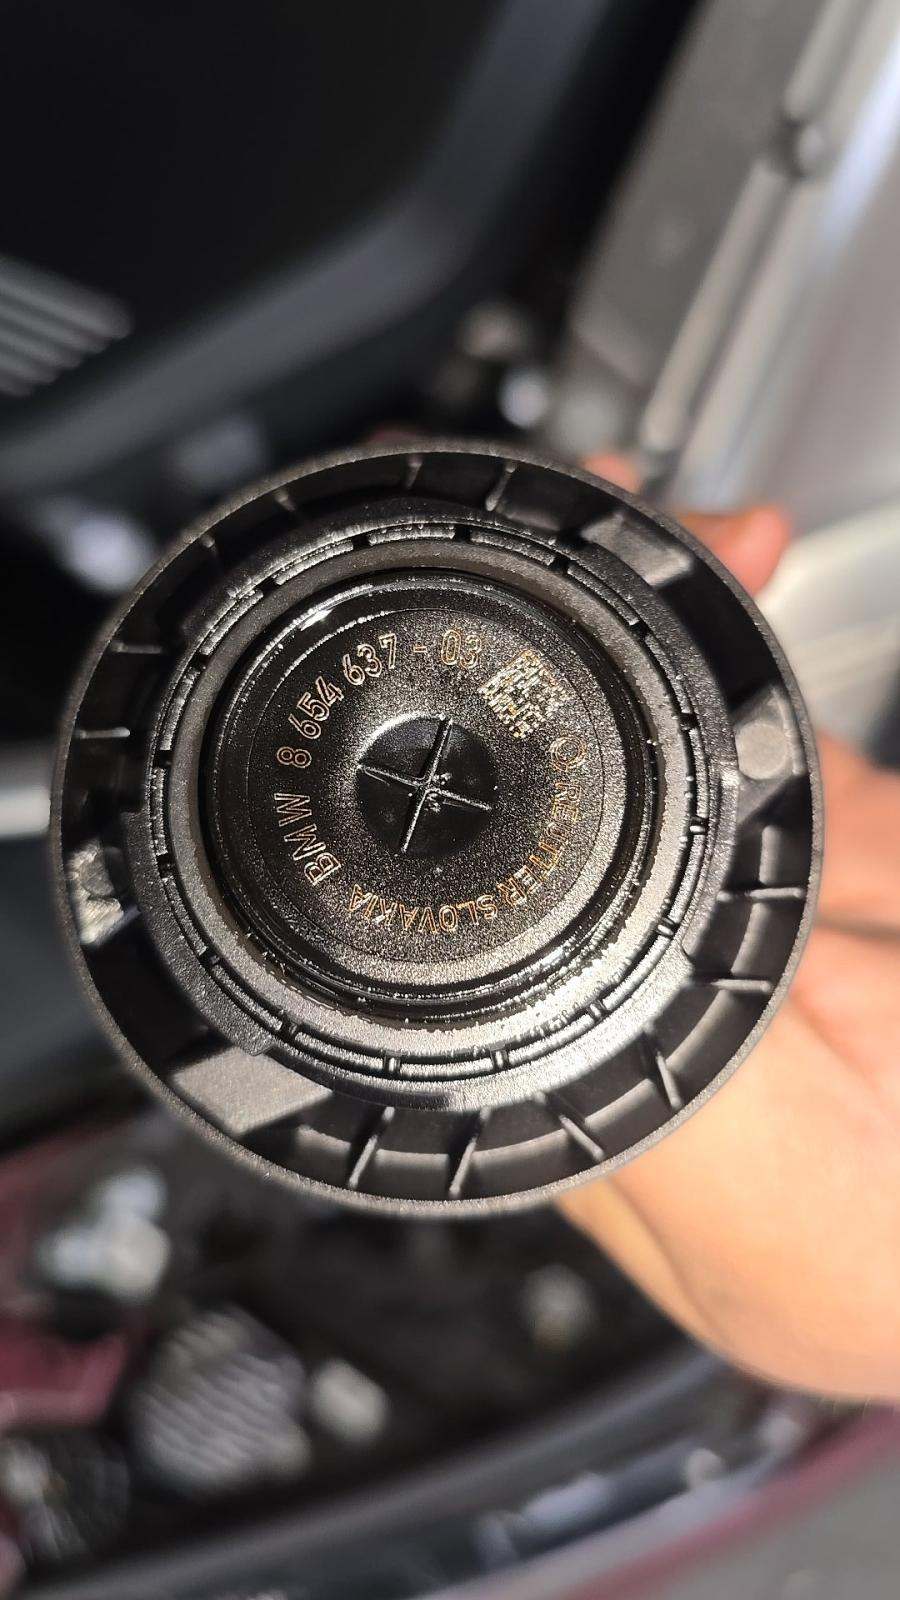 BMW 8 654 637 - 03
REUTTER SLOVAKIA